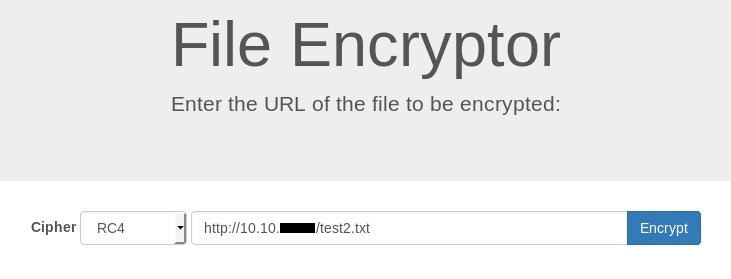 File Encryptor
Enter the URL of the file to be encrypted:
Cipher RC4 http://10.10. /test2.txt Encrypt